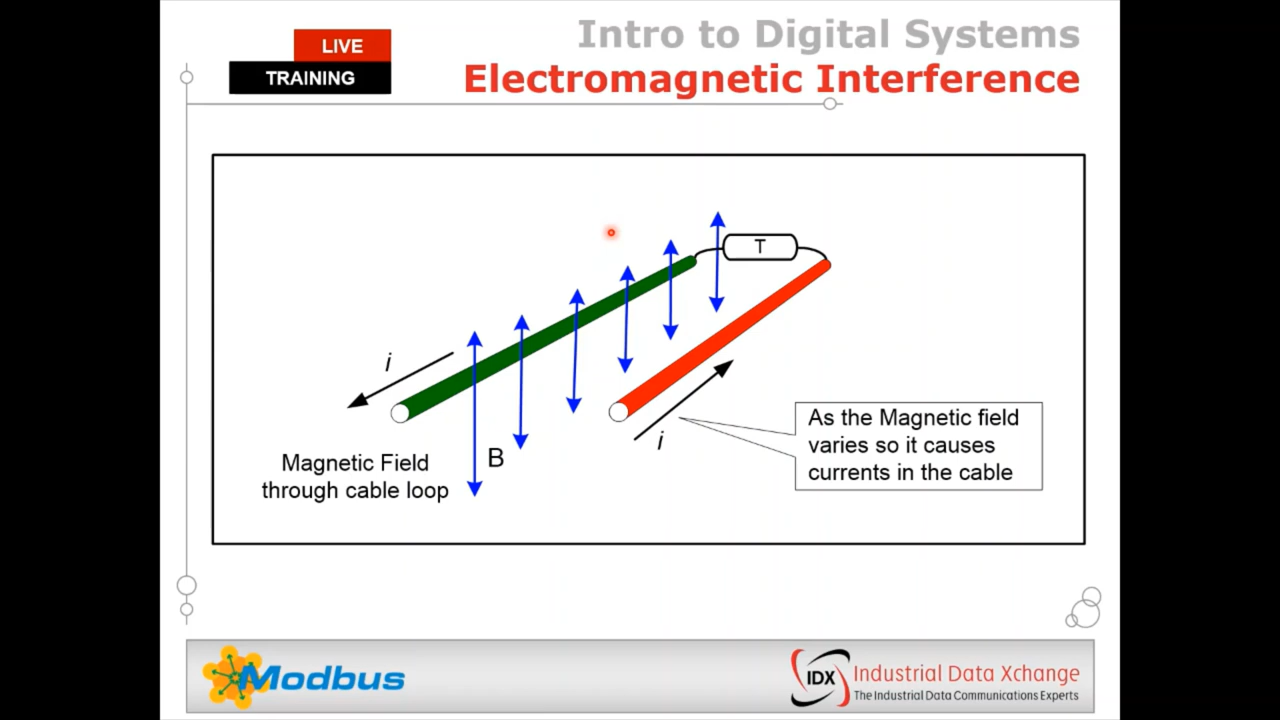 LIVE
TRAINING
Intro to Digital Systems
Electromagnetic Interference
T
i
B
i
Magnetic Field
through cable loop
As the Magnetic field
varies so it causes
currents in the cable
Modbus
IDX
Industrial Data Xchange
The Industrial Data Communications Experts